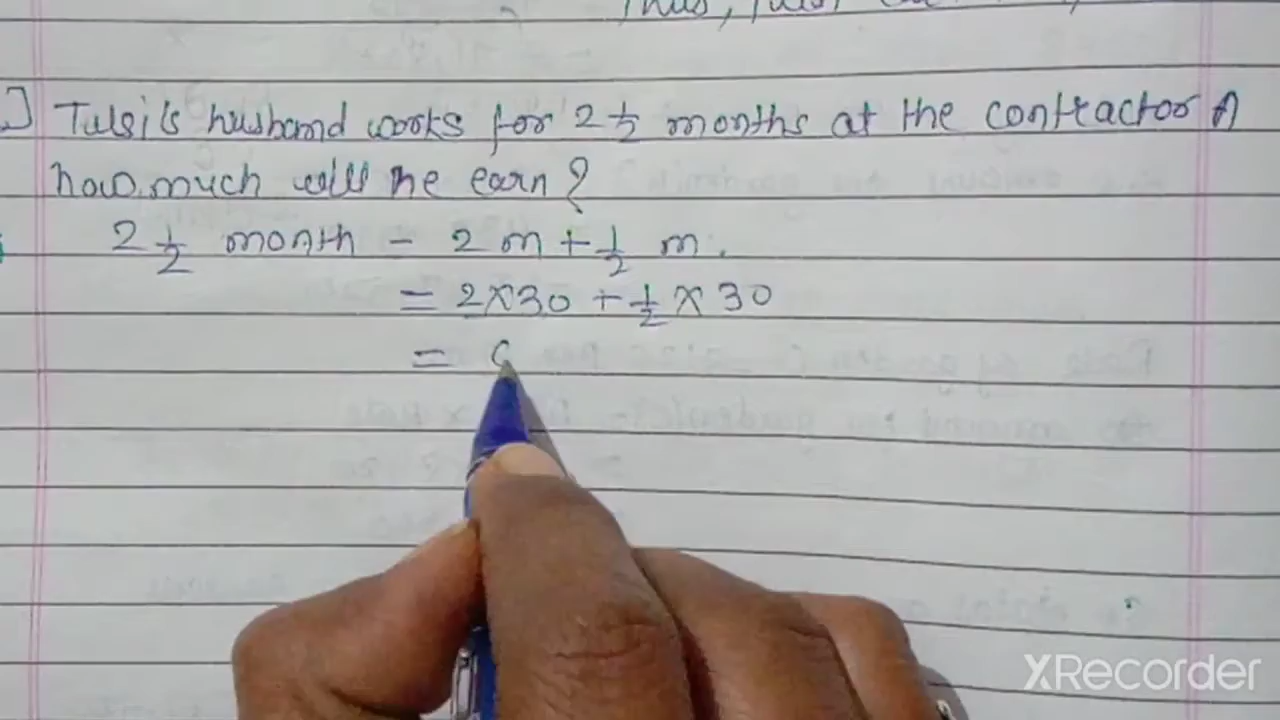 Thus,
] Tulsi's husband works for 2 1/2 months at the contractor
how much will he earn?
2 1/2 month - 2 m + 1/2 m.
= 2 × 30 + 1/2 × 30
=
XRecorder